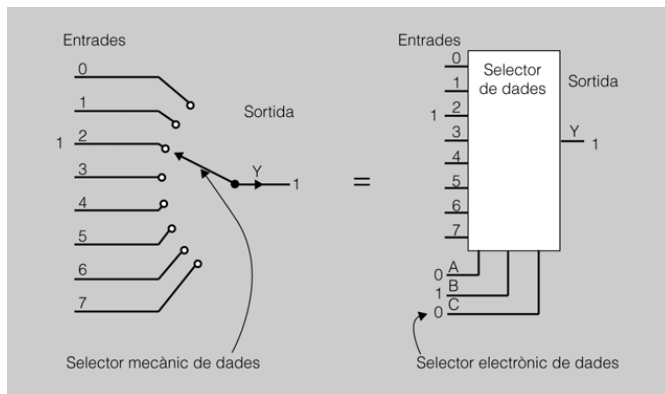 Entrades
0
1
1 2
3
4
5
6
7
Sortida
Y
1
Selector mecànic de dades
=
Entrades
0
1
1 2
3
4
5
6
7
Selector
de dades
Sortida
Y
1
0 A
1 B
0 C
Selector electrònic de dades